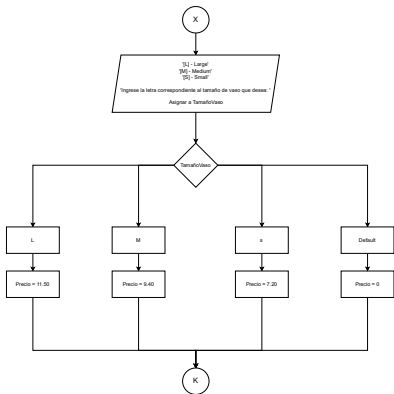 X
'[L] - Large'
'[M] - Medium'
'[S] - Small'
'Ingrese la letra correspondiente al tamaño de vaso que desea: '
Asignar a TamañoVaso
TamañoVaso
L
M
s
Default
Precio = 11.50
Precio = 9.40
Precio = 7.20
Precio = 0
K